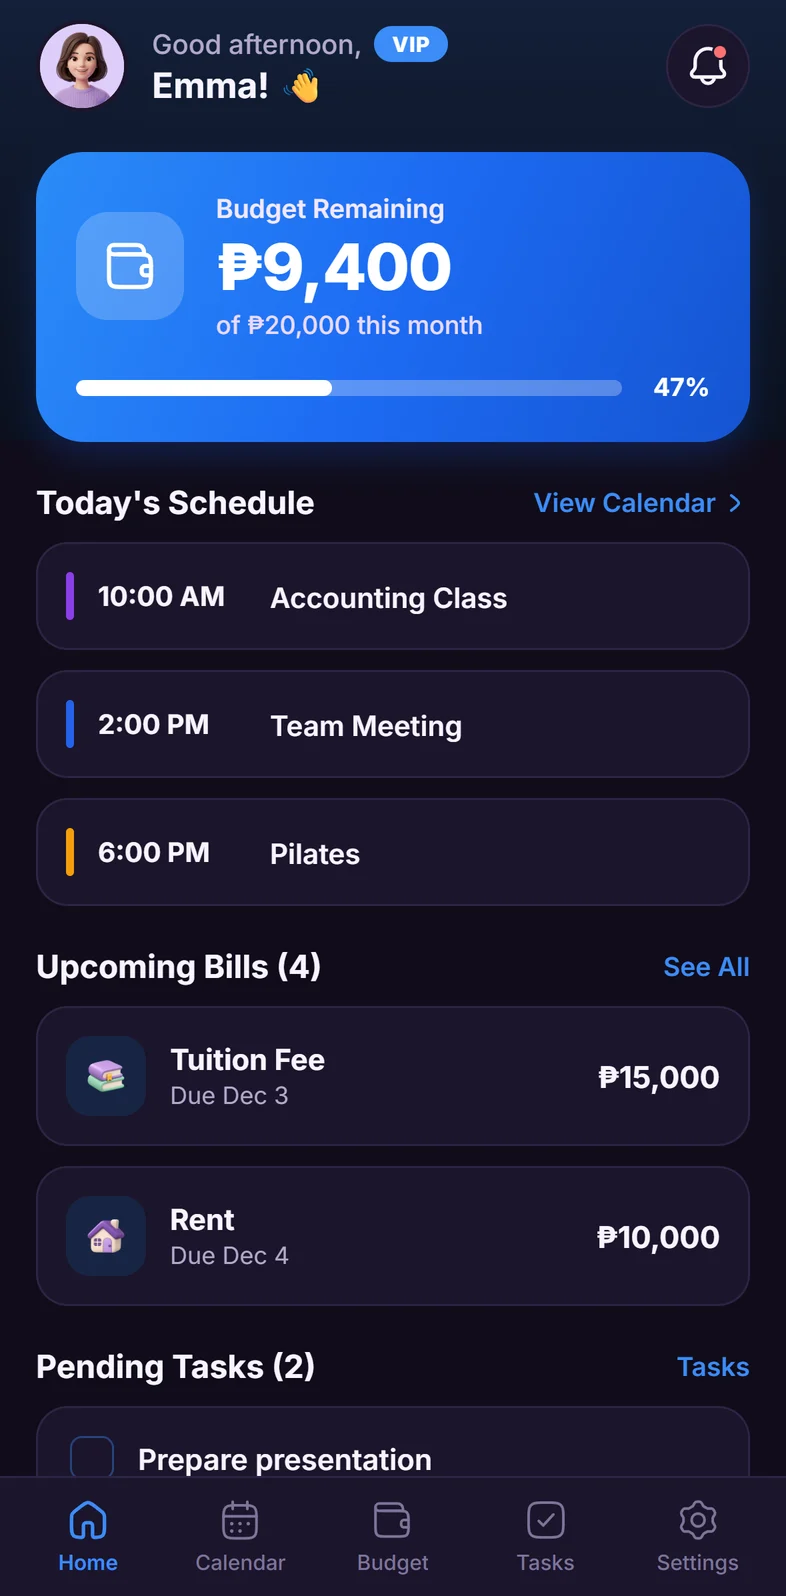 Good afternoon, VIP
Emma! 👋
Budget Remaining
₱9,400
of ₱20,000 this month
47%
Today's Schedule View Calendar >
10:00 AM Accounting Class
2:00 PM Team Meeting
6:00 PM Pilates
Upcoming Bills (4) See All
Tuition Fee
Due Dec 3
₱15,000
Rent
Due Dec 4
₱10,000
Pending Tasks (2) Tasks
Prepare presentation
Home Calendar Budget Tasks Settings